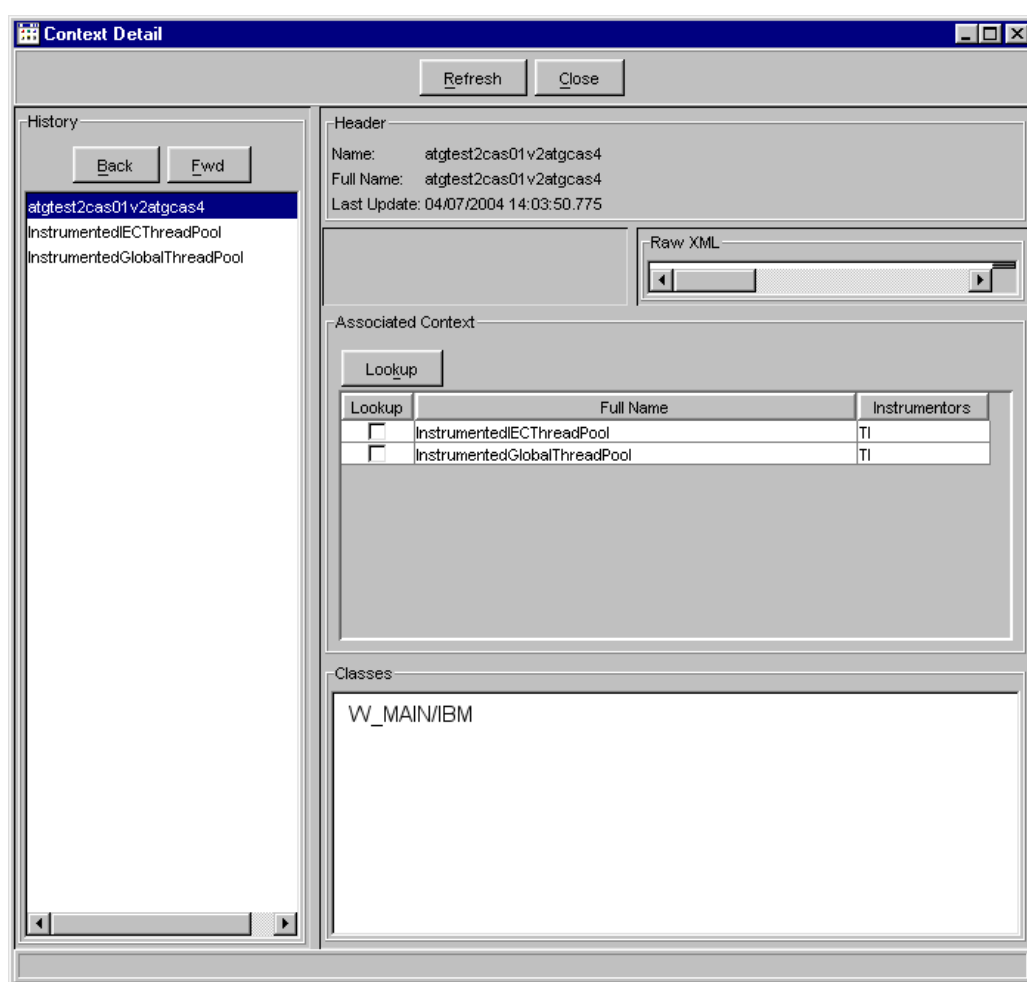 Context Detail
Refresh Close
History
Back Fwd
atgtest2cas01v2atgcas4
InstrumentedIECThreadPool
InstrumentedGlobalThreadPool
Header
Name: atgtest2cas01v2atgcas4
Full Name: atgtest2cas01v2atgcas4
Last Update: 04/07/2004 14:03:50.775
Raw XML
Associated Context
Lookup
Lookup Full Name Instrumentors
InstrumentedIECThreadPool TI
InstrumentedGlobalThreadPool TI
Classes
W_MAIN/IBM